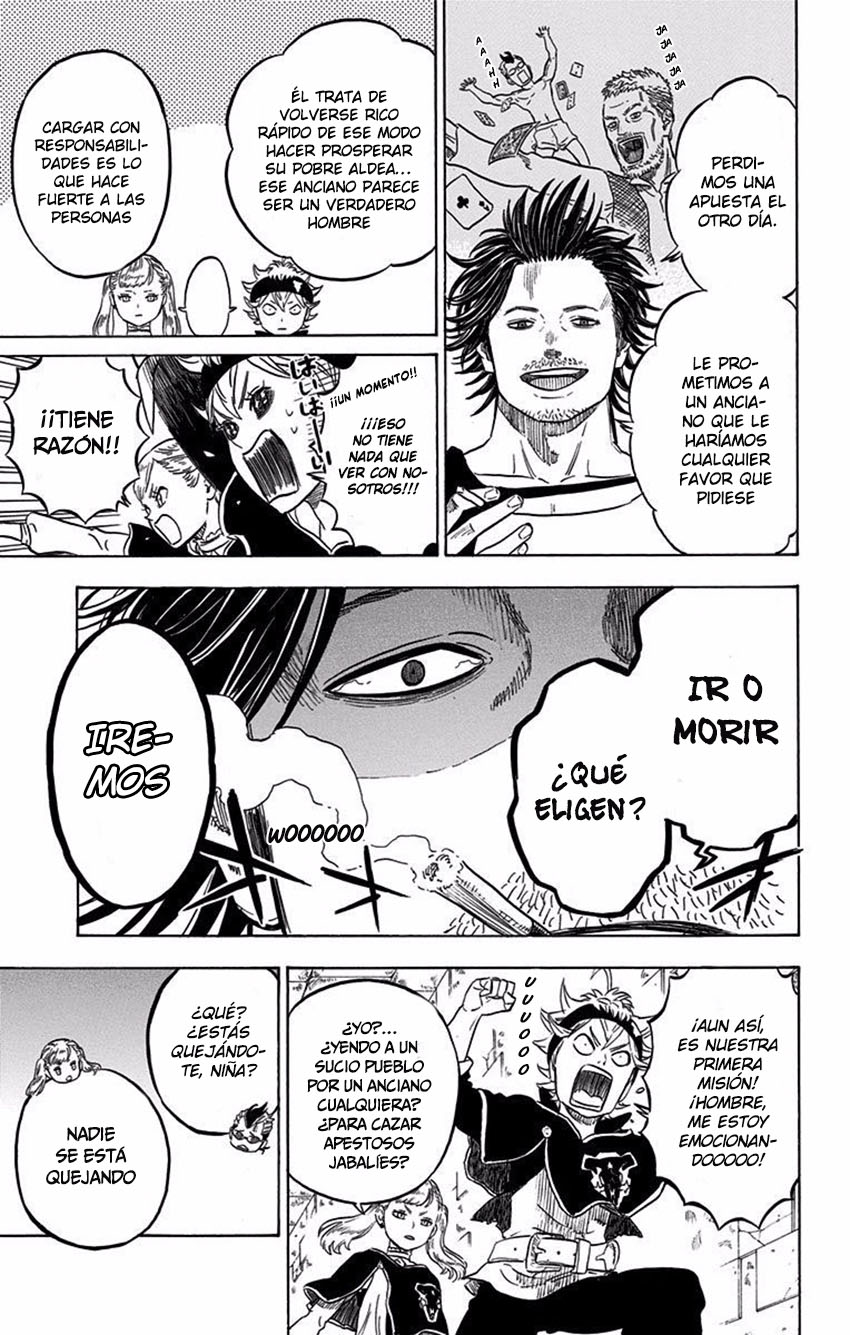 JA
JA
JA
JA
JA
A
A
A
H
H
PERDI-
MOS UNA
APUESTA EL
OTRO DÍA.
LE PRO-
METIMOS A
UN ANCIA-
NO QUE LE
HARÍAMOS
CUALQUIER
FAVOR QUE
PIDIESE
ÉL TRATA DE
VOLVERSE RICO
RÁPIDO DE ESE MODO
HACER PROSPERAR
SU POBRE ALDEA...
ESE ANCIANO PARECE
SER UN VERDADERO
HOMBRE
CARGAR CON
RESPONSABILI-
DADES ES LO
QUE HACE
FUERTE A LAS
PERSONAS
...
¡¡UN MOMENTO!!
¡¡¡ESO
NO TIENE
NADA QUE
VER CON NO-
SOTROS!!!
¡¡TIENE
RAZÓN!!
IR O
MORIR
¿QUÉ
ELIGEN?
WOOOOOO
IRE-
MOS
¡AUN ASÍ,
ES NUESTRA
PRIMERA
MISIÓN!
¡HOMBRE,
ME ESTOY
EMOCIONAN-
DOOOOO!
U
U
U
O
O
O
¿YO?...
¿YENDO A UN
SUCIO PUEBLO
POR UN ANCIANO
CUALQUIERA?
¿PARA CAZAR
APESTOSOS
JABALÍES?
¿QUÉ?
¿ESTÁS
QUEJÁNDO-
TE, NIÑA?
NADIE
SE ESTÁ
QUEJANDO